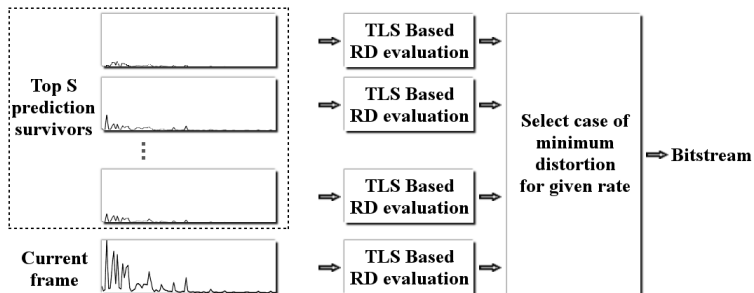 Top S
prediction
survivors
TLS Based
RD evaluation
TLS Based
RD evaluation
TLS Based
RD evaluation
Current
frame
TLS Based
RD evaluation
Select case of
minimum
distortion
for given rate
Bitstream